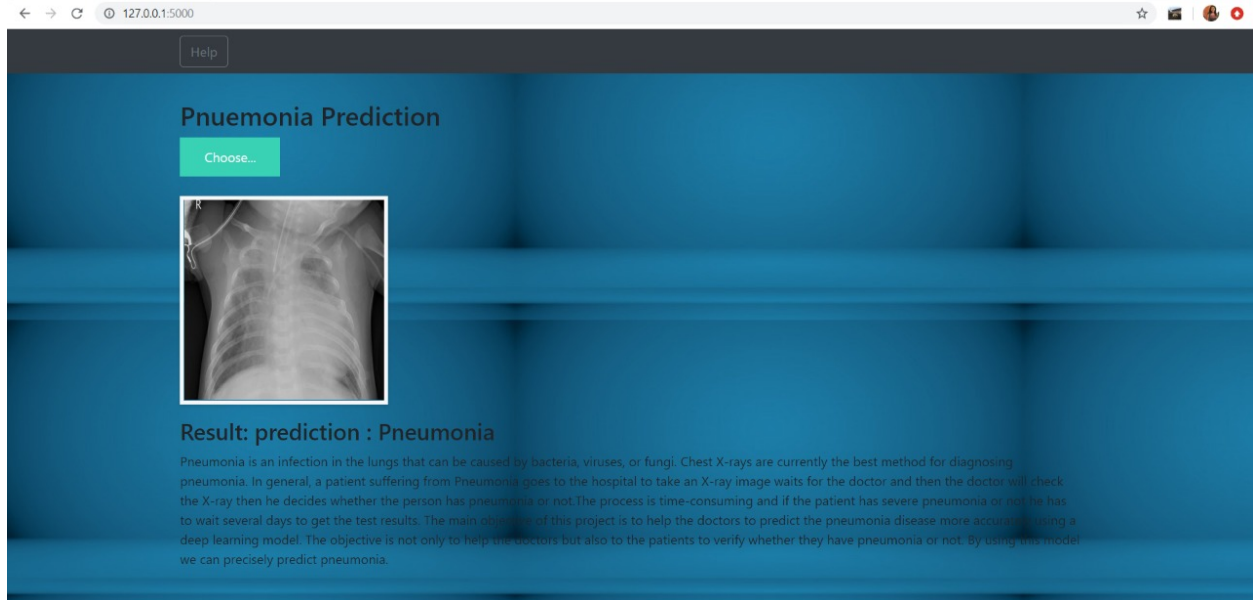 127.0.0.1:5000
Help
Pnuemonia Prediction
Choose...
R
Result: prediction : Pneumonia
Pneumonia is an infection in the lungs that can be caused by bacteria, viruses, or fungi. Chest X-rays are currently the best method for diagnosing
pneumonia. In general, a patient suffering from Pneumonia goes to the hospital to take an X-ray image waits for the doctor and then the doctor will check
the X-ray then he decides whether the person has pneumonia or not.The process is time-consuming and if the patient has severe pneumonia or not he has
to wait several days to get the test results. The main objective of this project is to help the doctors to predict the pneumonia disease more accurately using a
deep learning model. The objective is not only to help the doctors but also to the patients to verify whether they have pneumonia or not. By using this model
we can precisely predict pneumonia.